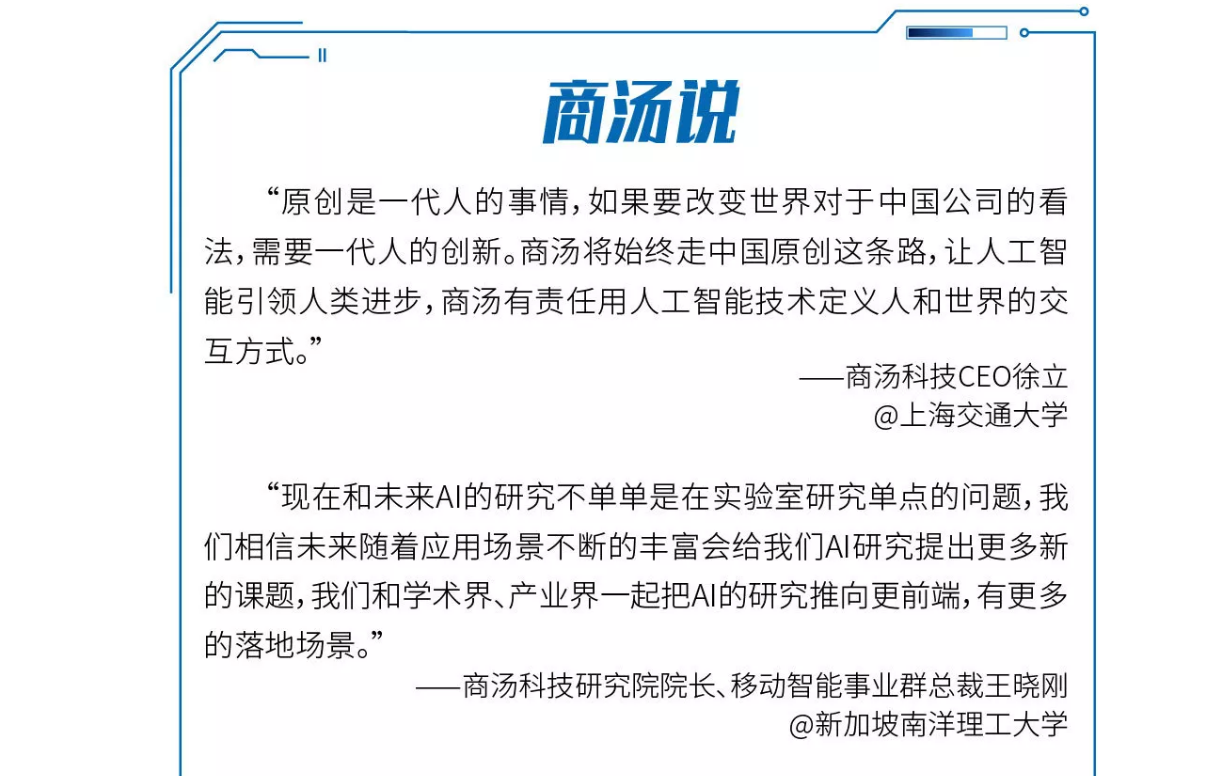 商汤说
“原创是一代人的事情，如果要改变世界对于中国公司的看
法，需要一代人的创新。商汤将始终走中国原创这条路，让人工智
能引领人类进步，商汤有责任用人工智能技术定义人和世界的交
互方式。”
——商汤科技CEO徐立
@上海交通大学
“现在和未来AI的研究不单单是在实验室研究单点的问题，我
们相信未来随着应用场景不断的丰富会给我们AI研究提出更多新
的课题，我们和学术界、产业界一起把AI的研究推向更前端，有更多
的落地场景。”
——商汤科技研究院院长、移动智能事业群总裁王晓刚
@新加坡南洋理工大学